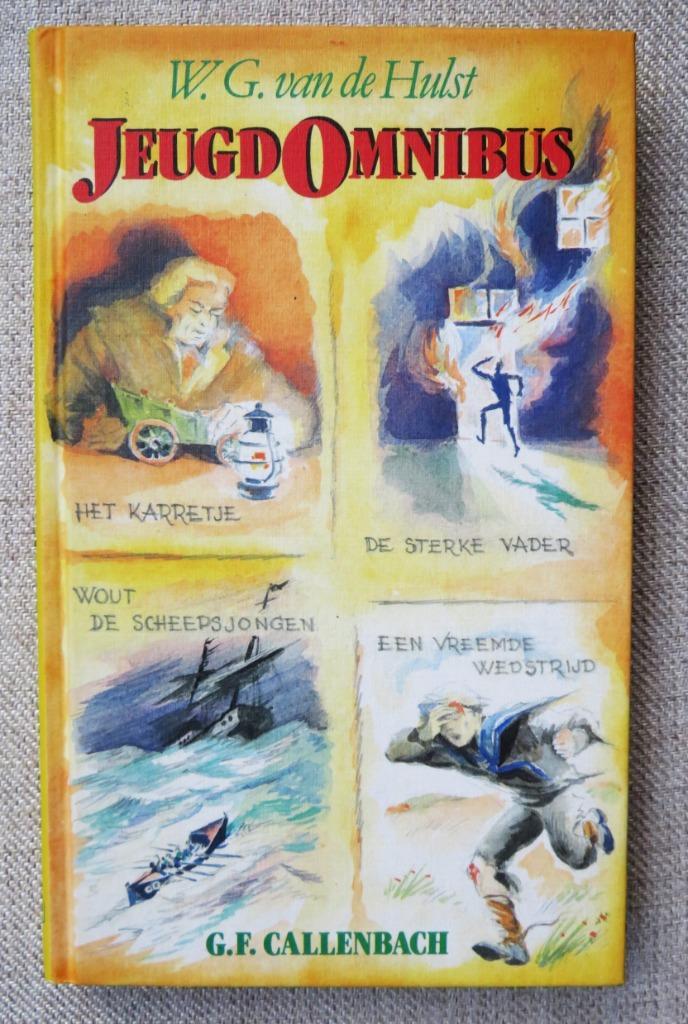 W. G. van de Hulst
JEUGDOMNIBUS
HET KARRETJE
DE STERKE VADER
WOUT
DE SCHEEPSJONGEN
EEN VREEMDE
WEDSTRIJD
G.F. CALLENBACH